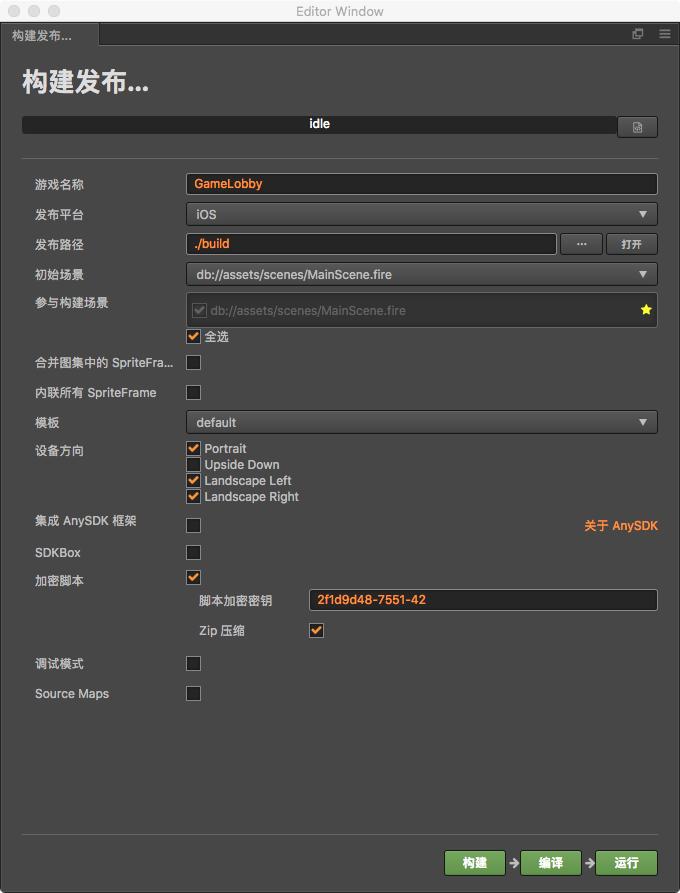 Editor Window
构建发布...
构建发布...
idle
游戏名称 GameLobby
发布平台 iOS
发布路径 ./build ... 打开
初始场景 db://assets/scenes/MainScene.fire
参与构建场景 db://assets/scenes/MainScene.fire
全选
合并图集中的 SpriteFra...
内联所有 SpriteFrame
模板 default
设备方向 Portrait
Upside Down
Landscape Left
Landscape Right
集成 AnySDK 框架 关于 AnySDK
SDKBox
加密脚本
脚本加密密钥 2f1d9d48-7551-42
Zip 压缩
调试模式
Source Maps
构建 编译 运行